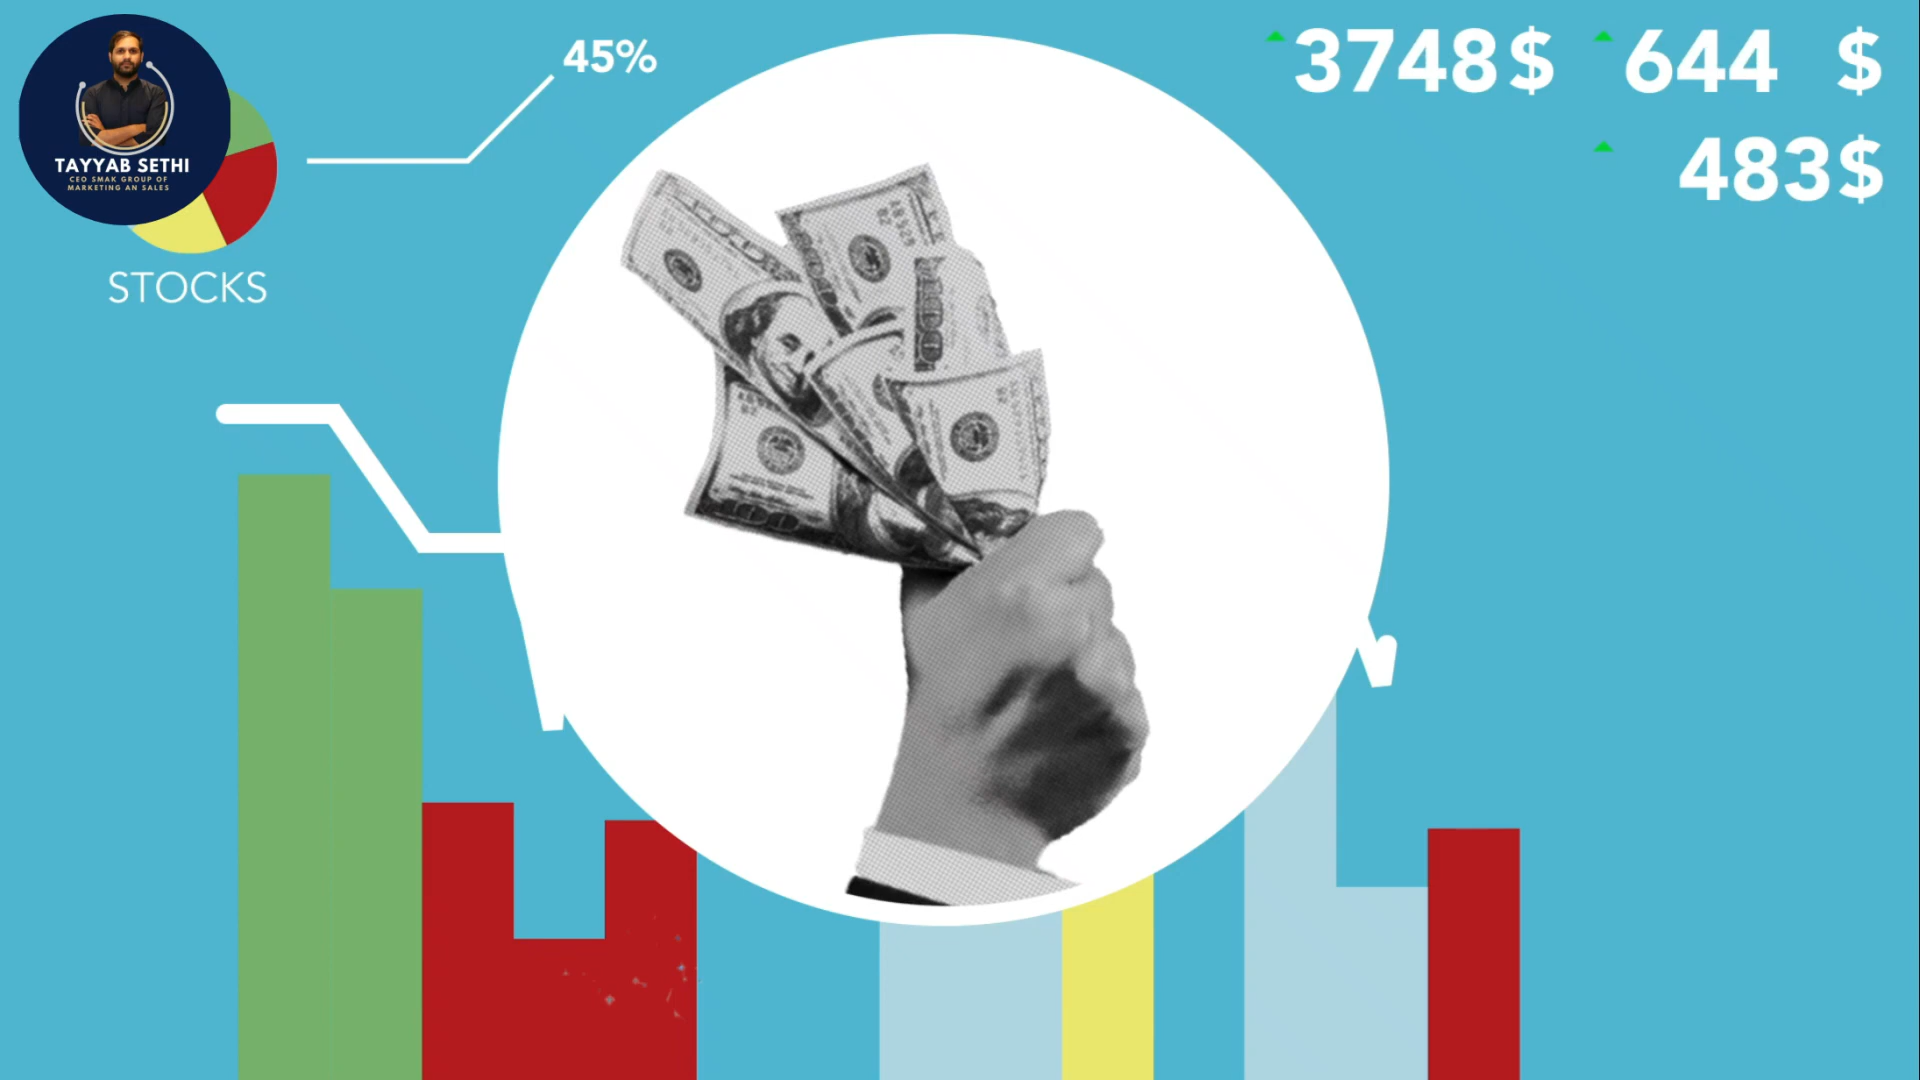 45%
3748$
644 $
483$
TAYYAB SETHI
CEO SMAK GROUP OF
MARKETING AN SALES
STOCKS